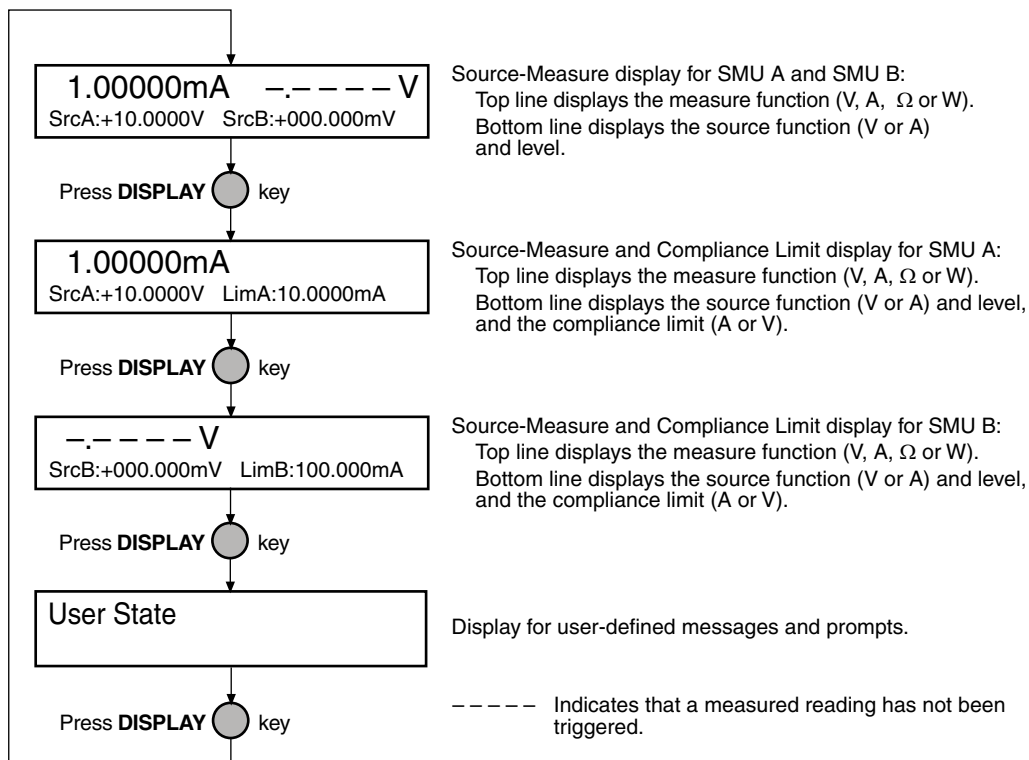 1.00000mA –.– – – – V
SrcA:+10.0000V SrcB:+000.000mV
Source-Measure display for SMU A and SMU B:
Top line displays the measure function (V, A, Ω or W).
Bottom line displays the source function (V or A)
and level.
Press DISPLAY key
1.00000mA
SrcA:+10.0000V LimA:10.0000mA
Source-Measure and Compliance Limit display for SMU A:
Top line displays the measure function (V, A, Ω or W).
Bottom line displays the source function (V or A) and level,
and the compliance limit (A or V).
Press DISPLAY key
–.– – – – V
SrcB:+000.000mV LimB:100.000mA
Source-Measure and Compliance Limit display for SMU B:
Top line displays the measure function (V, A, Ω or W).
Bottom line displays the source function (V or A) and level,
and the compliance limit (A or V).
Press DISPLAY key
User State
Display for user-defined messages and prompts.
Press DISPLAY key
– – – – – Indicates that a measured reading has not been
triggered.